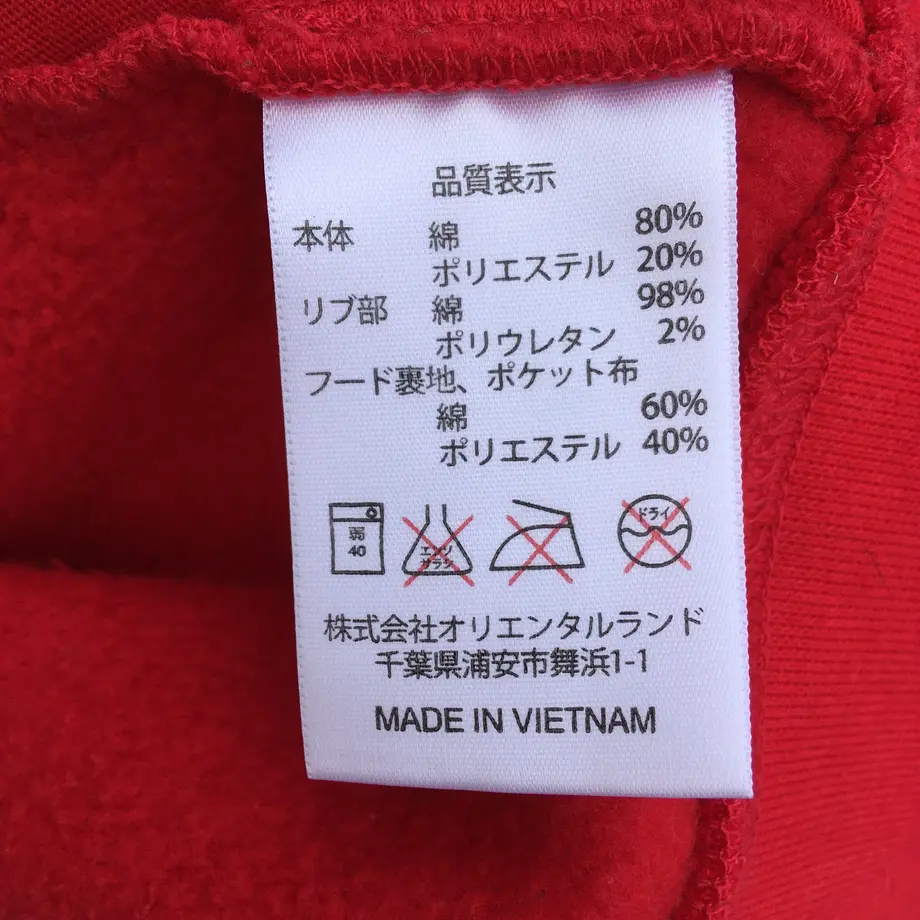 品質表示
本体 綿 80%
ポリエステル 20%
リブ部 綿 98%
ポリウレタン 2%
フード裏地、ポケット布
綿 60%
ポリエステル 40%
弱
40
エンソ
サラシ
ドライ
株式会社オリエンタルランド
千葉県浦安市舞浜1-1
MADE IN VIETNAM